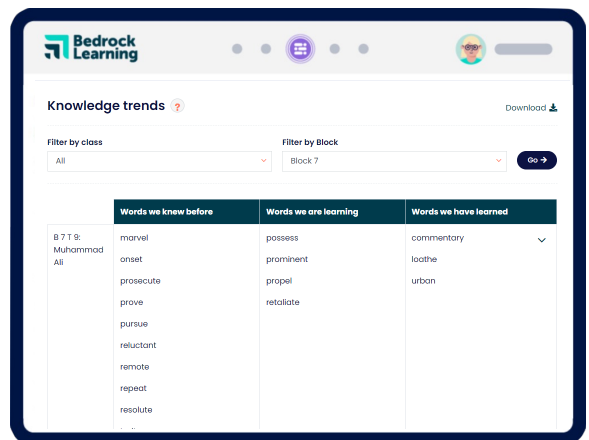 Bedrock
Learning
Knowledge trends ?
Download
Filter by class
Filter by Block
All
Block 7
Go
Words we knew before
Words we are learning
Words we have learned
B 7 T 9:
Muhammad
Ali
marvel
onset
prosecute
prove
pursue
reluctant
remote
repeat
resolute
possess
prominent
propel
retaliate
commentary
loathe
urban